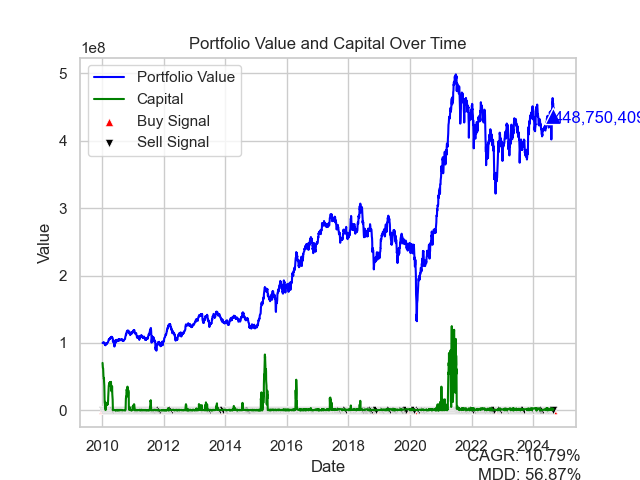 Portfolio Value and Capital Over Time
1e8
5
4
3
2
1
0
Value
Portfolio Value
Capital
Buy Signal
Sell Signal
448,750,409
2010 2012 2014 2016 2018 2020 2022 2024
Date
CAGR: 10.79%
MDD: 56.87%